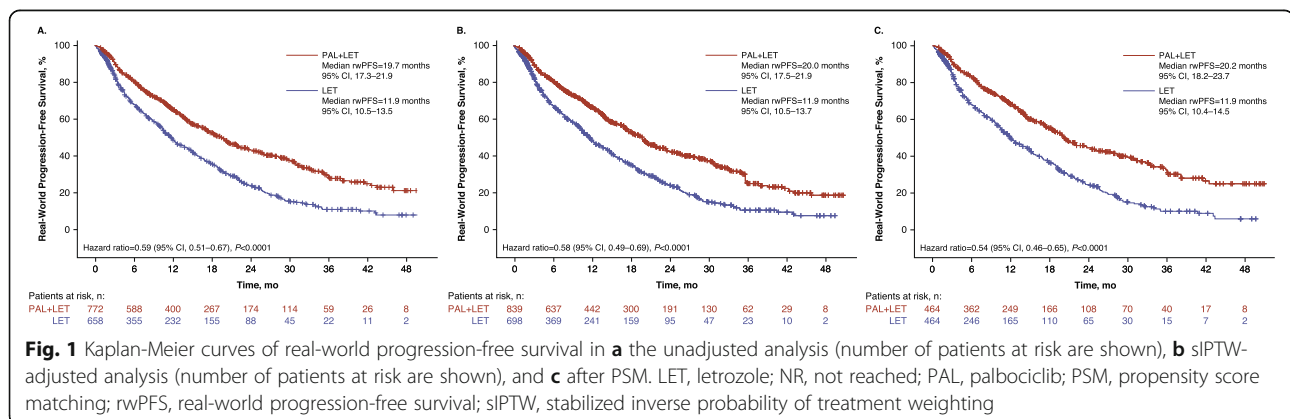 A.
B.
C.
Real-World Progression-Free Survival, %
100
80
60
40
20
0
PAL+LET
Median rwPFS=19.7 months
95% CI, 17.3–21.9
LET
Median rwPFS=11.9 months
95% CI, 10.5–13.5
Hazard ratio=0.59 (95% CI, 0.51–0.67), P<0.0001
0 6 12 18 24 30 36 42 48
Time, mo
Patients at risk, n:
PAL+LET 772 588 400 267 174 114 59 26 8
LET 658 355 232 155 88 45 22 11 2
Real-World Progression-Free Survival, %
100
80
60
40
20
0
PAL+LET
Median rwPFS=20.0 months
95% CI, 17.5–21.9
LET
Median rwPFS=11.9 months
95% CI, 10.5–13.7
Hazard ratio=0.58 (95% CI, 0.49–0.69), P<0.0001
0 6 12 18 24 30 36 42 48
Time, mo
Patients at risk, n:
PAL+LET 839 637 442 300 191 130 62 29 8
LET 698 369 241 159 95 47 23 10 2
Real-World Progression-Free Survival, %
100
80
60
40
20
0
PAL+LET
Median rwPFS=20.2 months
95% CI, 18.2–23.7
LET
Median rwPFS=11.9 months
95% CI, 10.4–14.5
Hazard ratio=0.54 (95% CI, 0.46–0.65), P<0.0001
0 6 12 18 24 30 36 42 48
Time, mo
Patients at risk, n:
PAL+LET 464 362 249 166 108 70 40 17 8
LET 464 246 165 110 65 30 15 7 2
Fig. 1 Kaplan-Meier curves of real-world progression-free survival in a the unadjusted analysis (number of patients at risk are shown), b sIPTW-
adjusted analysis (number of patients at risk are shown), and c after PSM. LET, letrozole; NR, not reached; PAL, palbociclib; PSM, propensity score
matching; rwPFS, real-world progression-free survival; sIPTW, stabilized inverse probability of treatment weighting